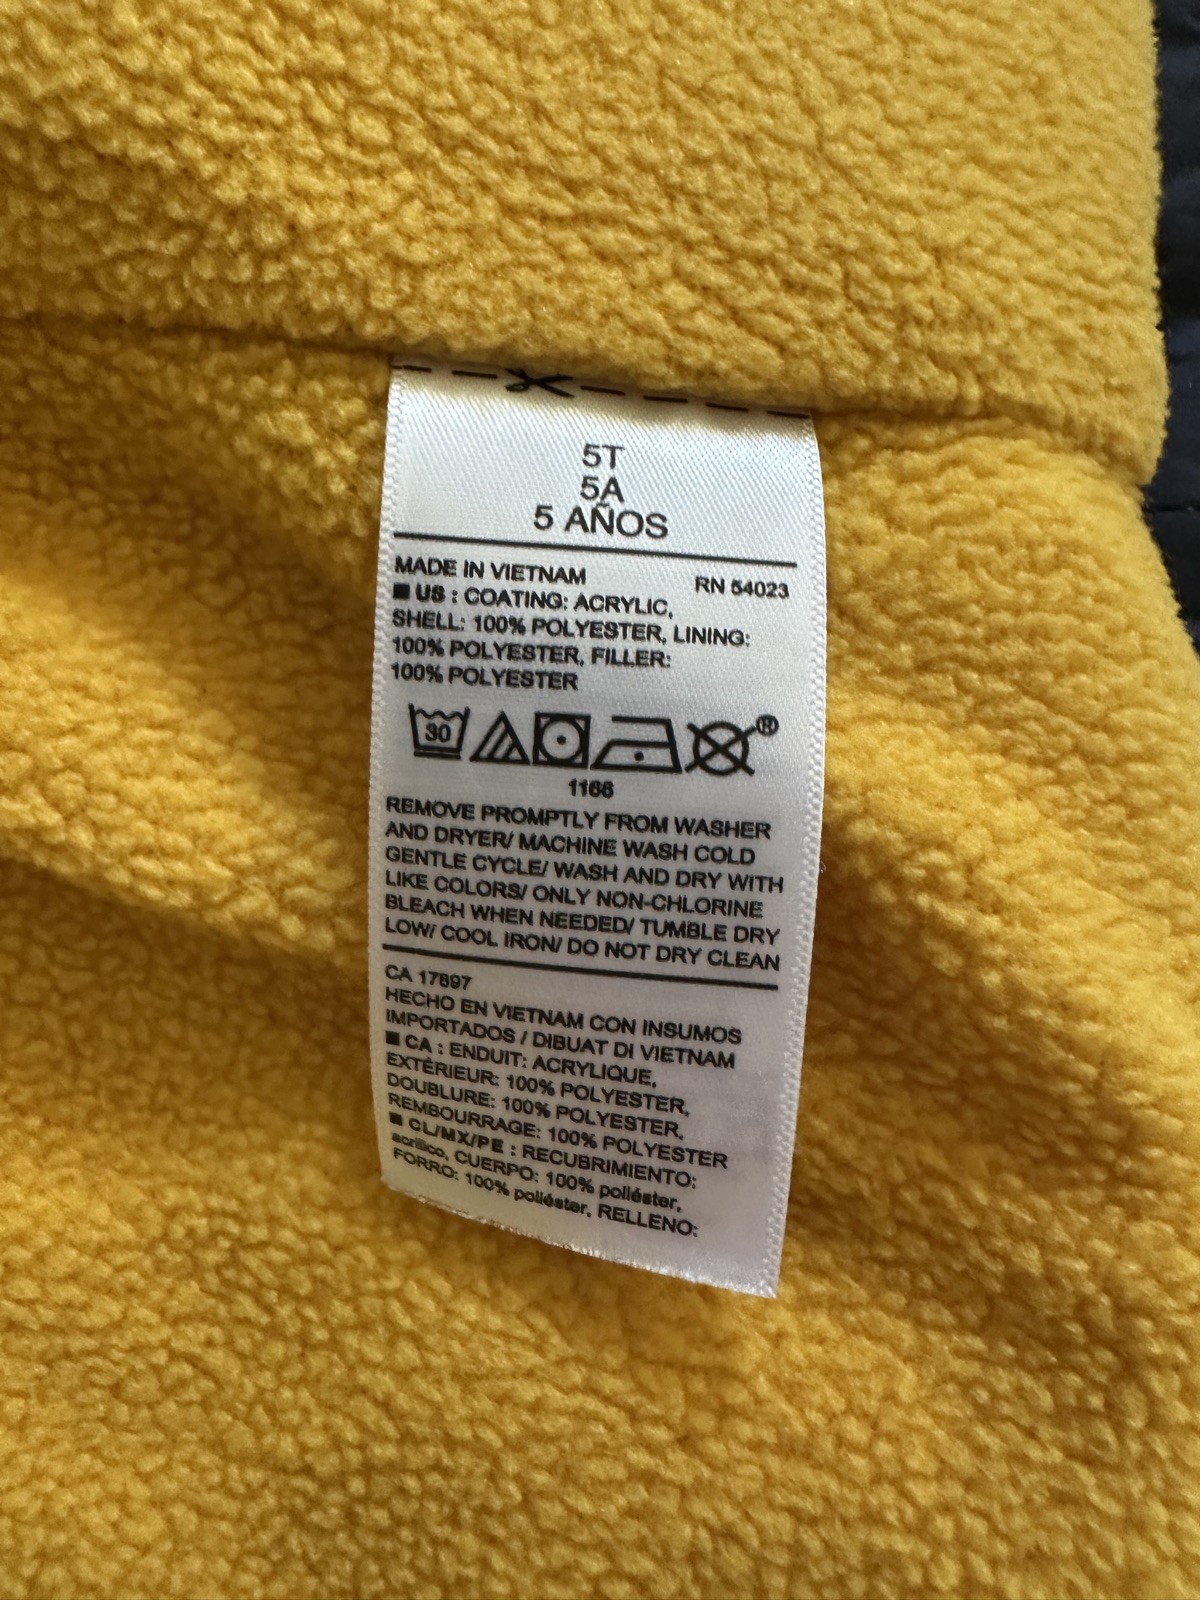 5T
5A
5 AÑOS
MADE IN VIETNAM RN 54023
■ US : COATING: ACRYLIC,
SHELL: 100% POLYESTER, LINING:
100% POLYESTER, FILLER:
100% POLYESTER
30
®
1166
REMOVE PROMPTLY FROM WASHER
AND DRYER/ MACHINE WASH COLD
GENTLE CYCLE/ WASH AND DRY WITH
LIKE COLORS/ ONLY NON-CHLORINE
BLEACH WHEN NEEDED/ TUMBLE DRY
LOW/ COOL IRON/ DO NOT DRY CLEAN
CA 17897
HECHO EN VIETNAM CON INSUMOS
IMPORTADOS / DIBUAT DI VIETNAM
■ CA : ENDUIT: ACRYLIQUE,
EXTÉRIEUR: 100% POLYESTER,
DOUBLURE: 100% POLYESTER,
REMBOURRAGE: 100% POLYESTER
■ CL/MX/PE : RECUBRIMIENTO:
acrílico, CUERPO: 100% poliéster,
FORRO: 100% poliéster, RELLENO: